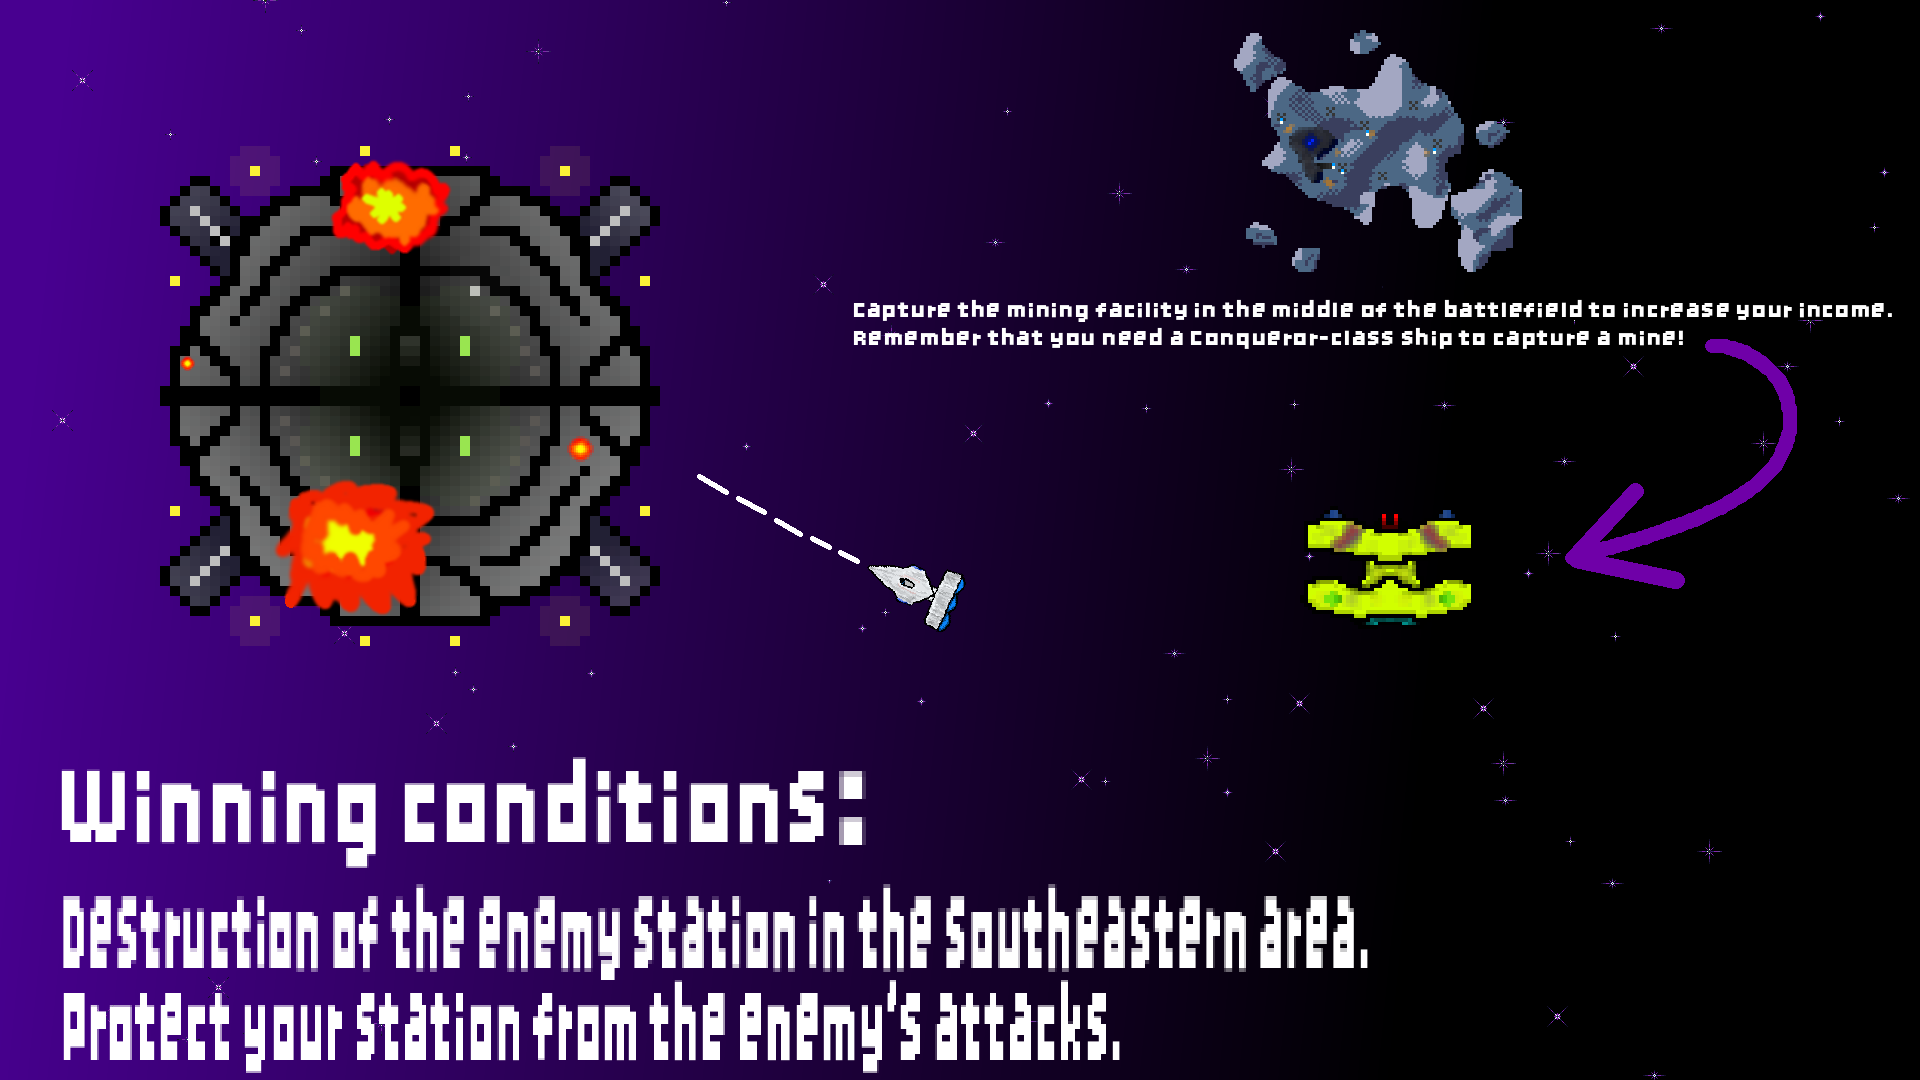 Capture the mining facility in the middle of the battlefield to increase your income.
Remember that you need a Conqueror-class ship to capture a mine!
Winning conditions:
Destruction of the enemy station in the southeastern area.
Protect your station from the enemy's attacks.